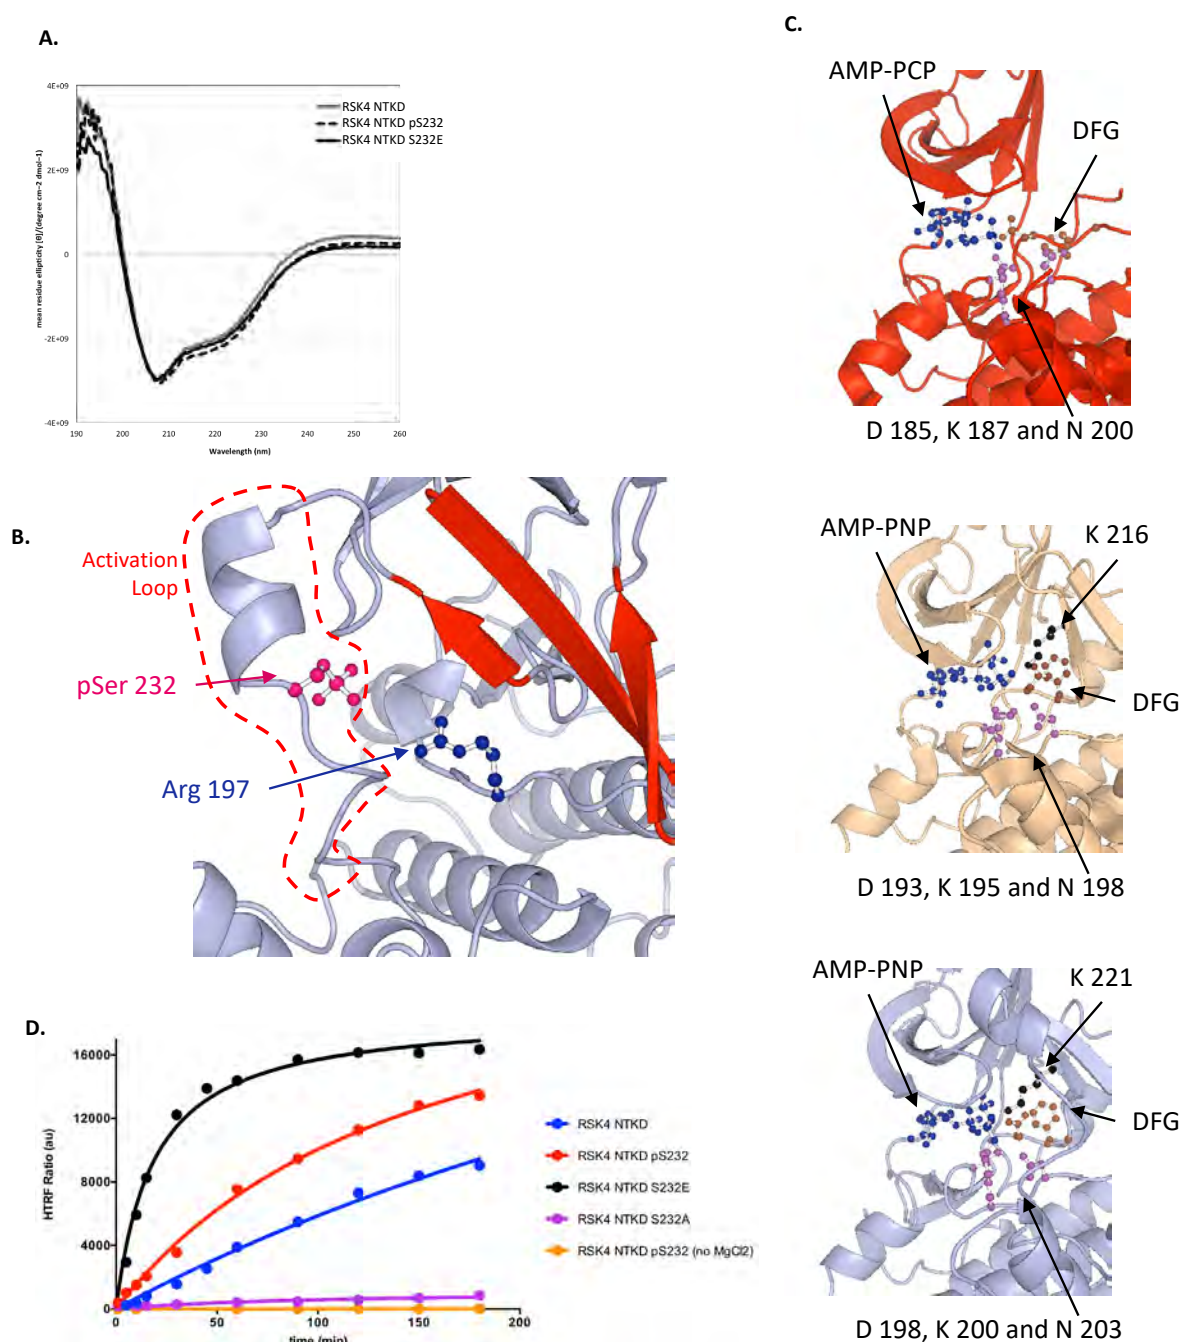 A.
4E+09
2E+09
0
-2E+09
-4E+09
mean residue ellipticity [θ]/(degree cm−2 dmol−1)
RSK4 NTKD
RSK4 NTKD pS232
RSK4 NTKD S232E
190 200 210 220 230 240 250 260
Wavelength (nm)
B.
Activation
Loop
pSer 232
Arg 197
C.
AMP-PCP
DFG
D 185, K 187 and N 200
AMP-PNP
K 216
DFG
D 193, K 195 and N 198
AMP-PNP
K 221
DFG
D 198, K 200 and N 203
D.
16000
12000
8000
4000
0
HTRF Ratio (au)
0 50 100 150 200
time (min)
RSK4 NTKD
RSK4 NTKD pS232
RSK4 NTKD S232E
RSK4 NTKD S232A
RSK4 NTKD pS232 (no MgCl2)